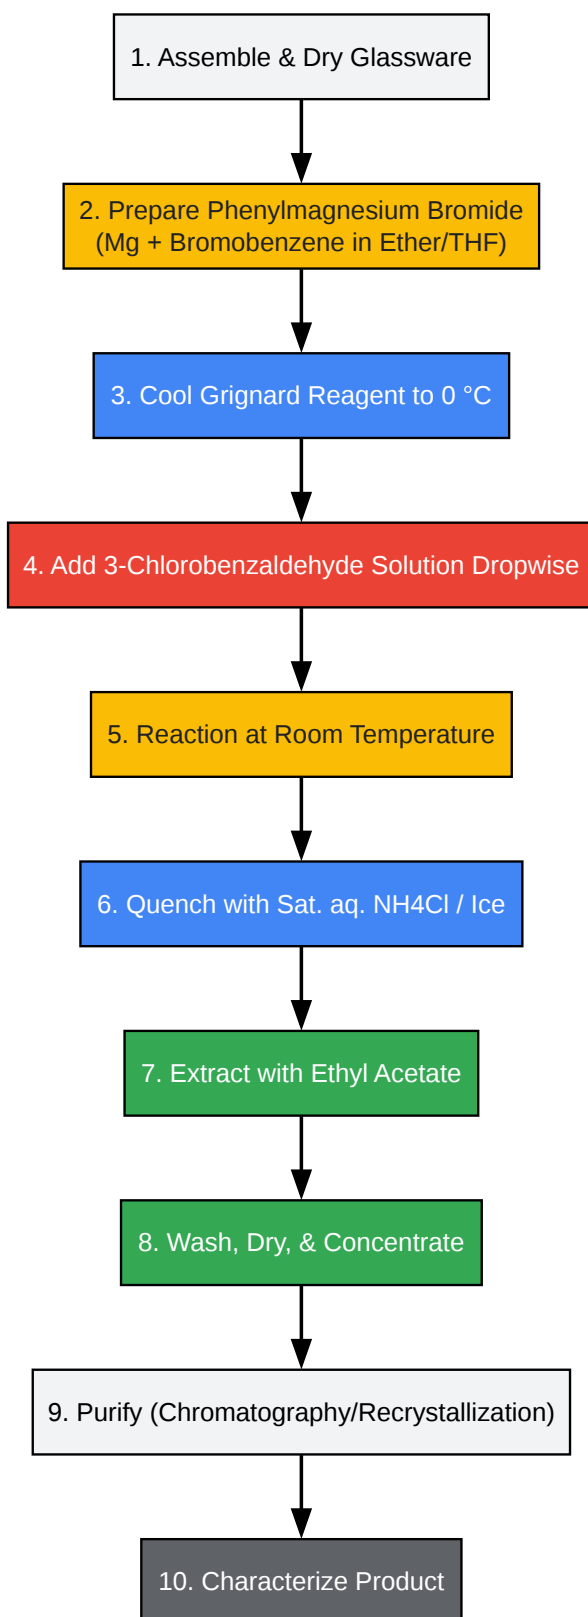 1. Assemble & Dry Glassware
2. Prepare Phenylmagnesium Bromide
(Mg + Bromobenzene in Ether/THF)
3. Cool Grignard Reagent to 0 °C
4. Add 3-Chlorobenzaldehyde Solution Dropwise
5. Reaction at Room Temperature
6. Quench with Sat. aq. NH4Cl / Ice
7. Extract with Ethyl Acetate
8. Wash, Dry, & Concentrate
9. Purify (Chromatography/Recrystallization)
10. Characterize Product